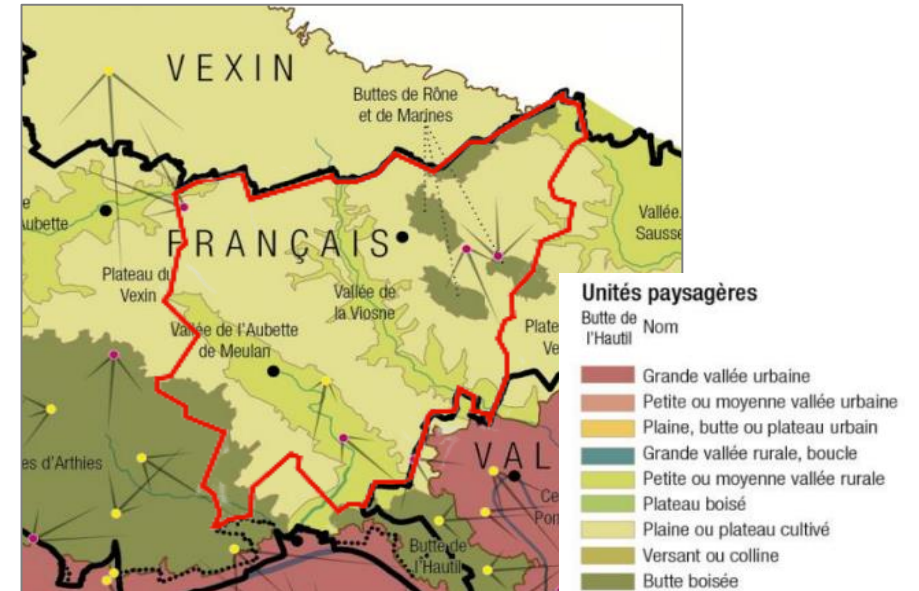 VEXIN
Buttes de Rône
et de Marines
Aubette
Vallée
Sauss
FRANÇAIS
Plateau du
Vexin
Vallée de
la Viosne
Vallée de l'Aubette
de Meulan
Plate
Ve
es d'Arthies
VAL
Ce
Pon
Butte de
l'Hautil
Unités paysagères
Butte de
l'Hautil
Nom
Grande vallée urbaine
Petite ou moyenne vallée urbaine
Plaine, butte ou plateau urbain
Grande vallée rurale, boucle
Petite ou moyenne vallée rurale
Plateau boisé
Plaine ou plateau cultivé
Versant ou colline
Butte boisée